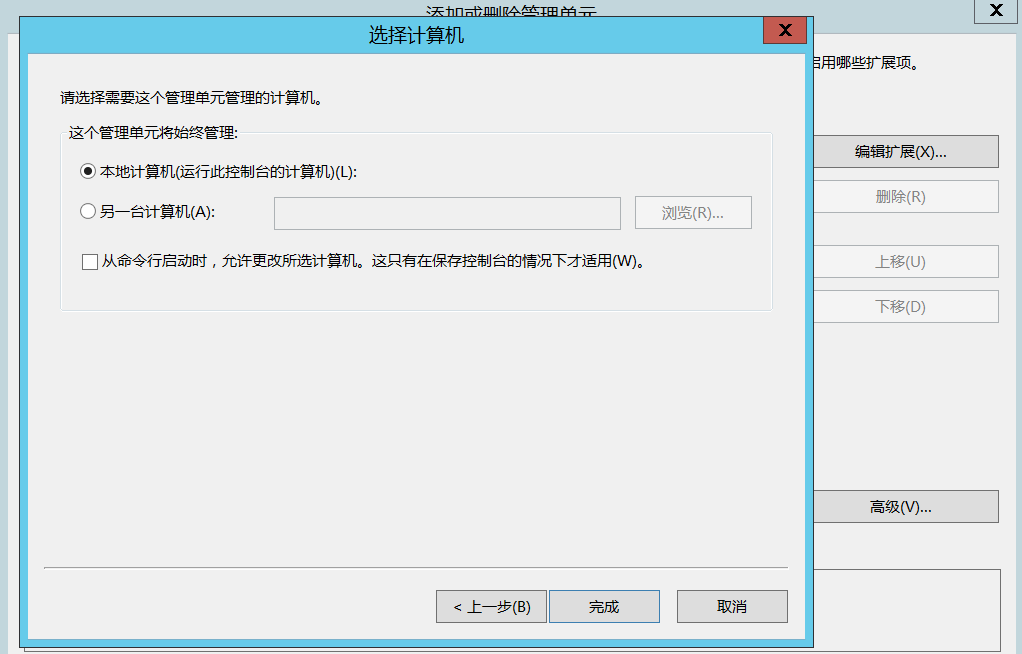 添加或删除管理单元
X
选择计算机
X
启用哪些扩展项。
请选择需要这个管理单元管理的计算机。
这个管理单元将始终管理:
本地计算机(运行此控制台的计算机)(L):
另一台计算机(A):
浏览(R)...
从命令行启动时，允许更改所选计算机。这只有在保存控制台的情况下才适用(W)。
编辑扩展(X)...
删除(R)
上移(U)
下移(D)
高级(V)...
< 上一步(B)
完成
取消